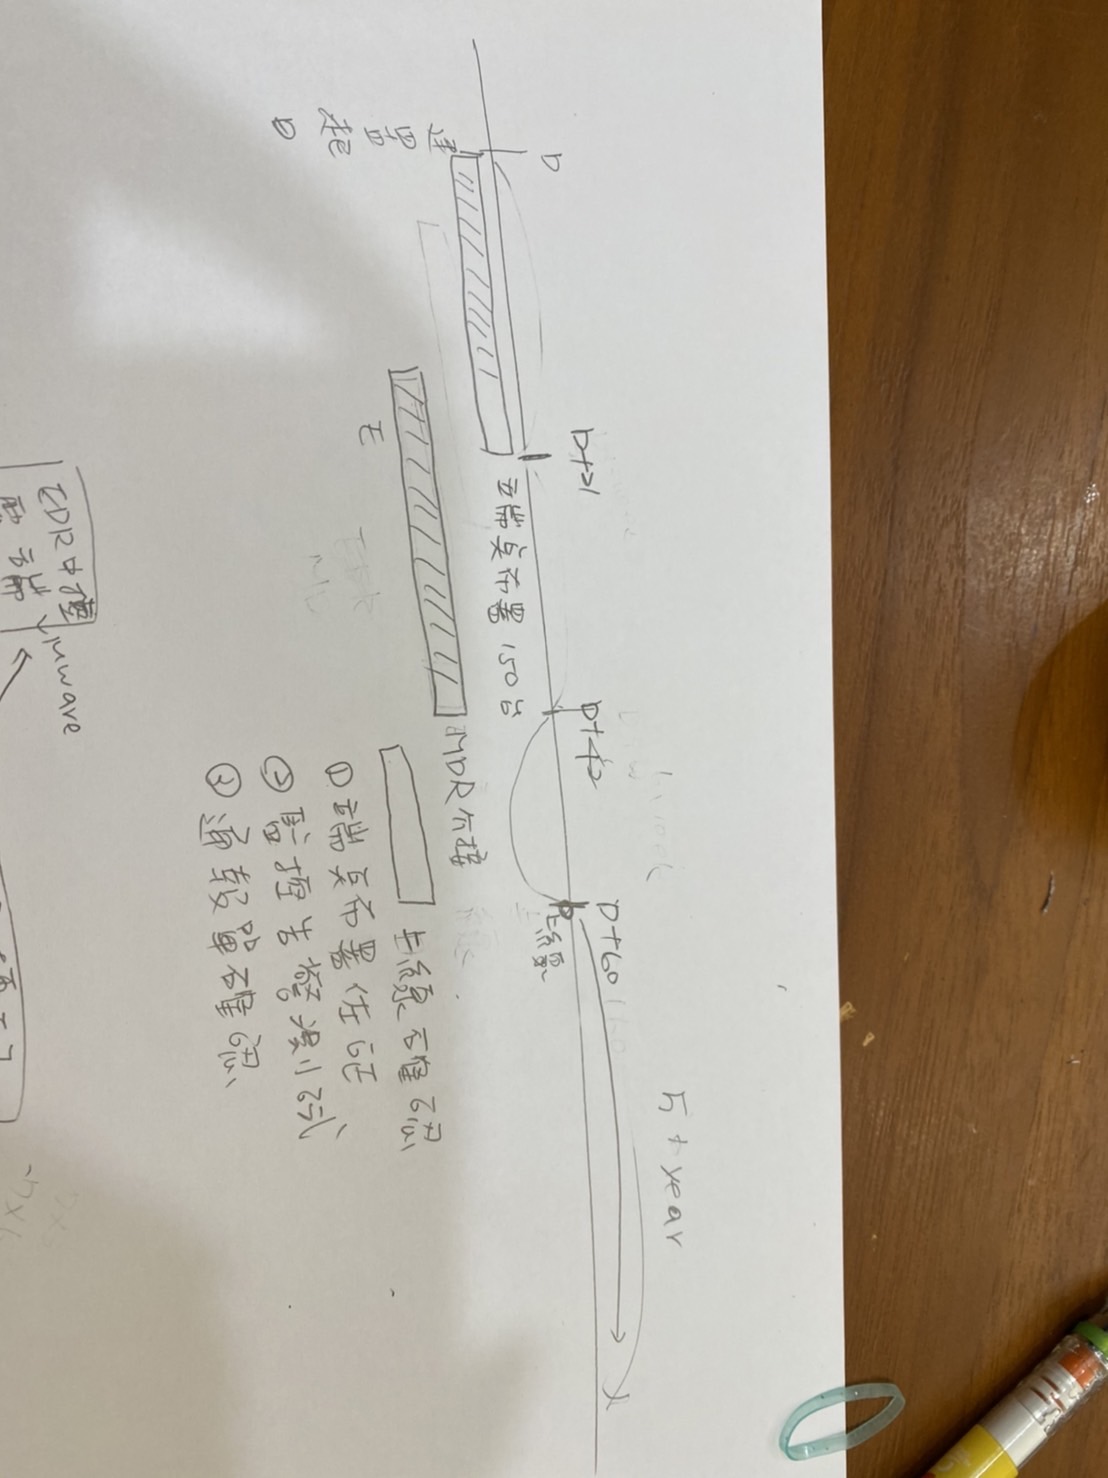 5 + year
D+60
D+42
D+21
D
上線
端點布署 150台
建置起日
MDR介接
E
上線確認
①端點布署佐証
②監控告警測試
③通報單確認
EDR中控
雲端
VMware